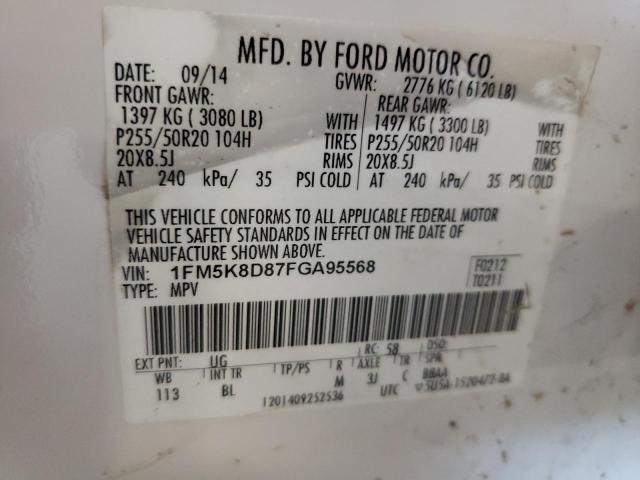 MFD. BY FORD MOTOR CO.
DATE: 09/14 GVWR: 2776 KG ( 6120 LB)
FRONT GAWR: REAR GAWR:
1397 KG ( 3080 LB) WITH 1497 KG ( 3300 LB) WITH
P255/50R20 104H TIRES P255/50R20 104H TIRES
20X8.5J RIMS 20X8.5J RIMS
AT 240 kPa/ 35 PSI COLD AT 240 kPa/ 35 PSI COLD
THIS VEHICLE CONFORMS TO ALL APPLICABLE FEDERAL MOTOR
VEHICLE SAFETY STANDARDS IN EFFECT ON THE DATE OF
MANUFACTURE SHOWN ABOVE.
VIN: 1FM5K8D87FGA95568 F0212
TYPE: MPV T0211
EXT PNT: UG RC: 58 DSO:
WB INT TR TP/PS R AXLE TR SPR
113 BL M 3J C BBAA
1201409252536 UTC ▽5U5A-1520472-BA